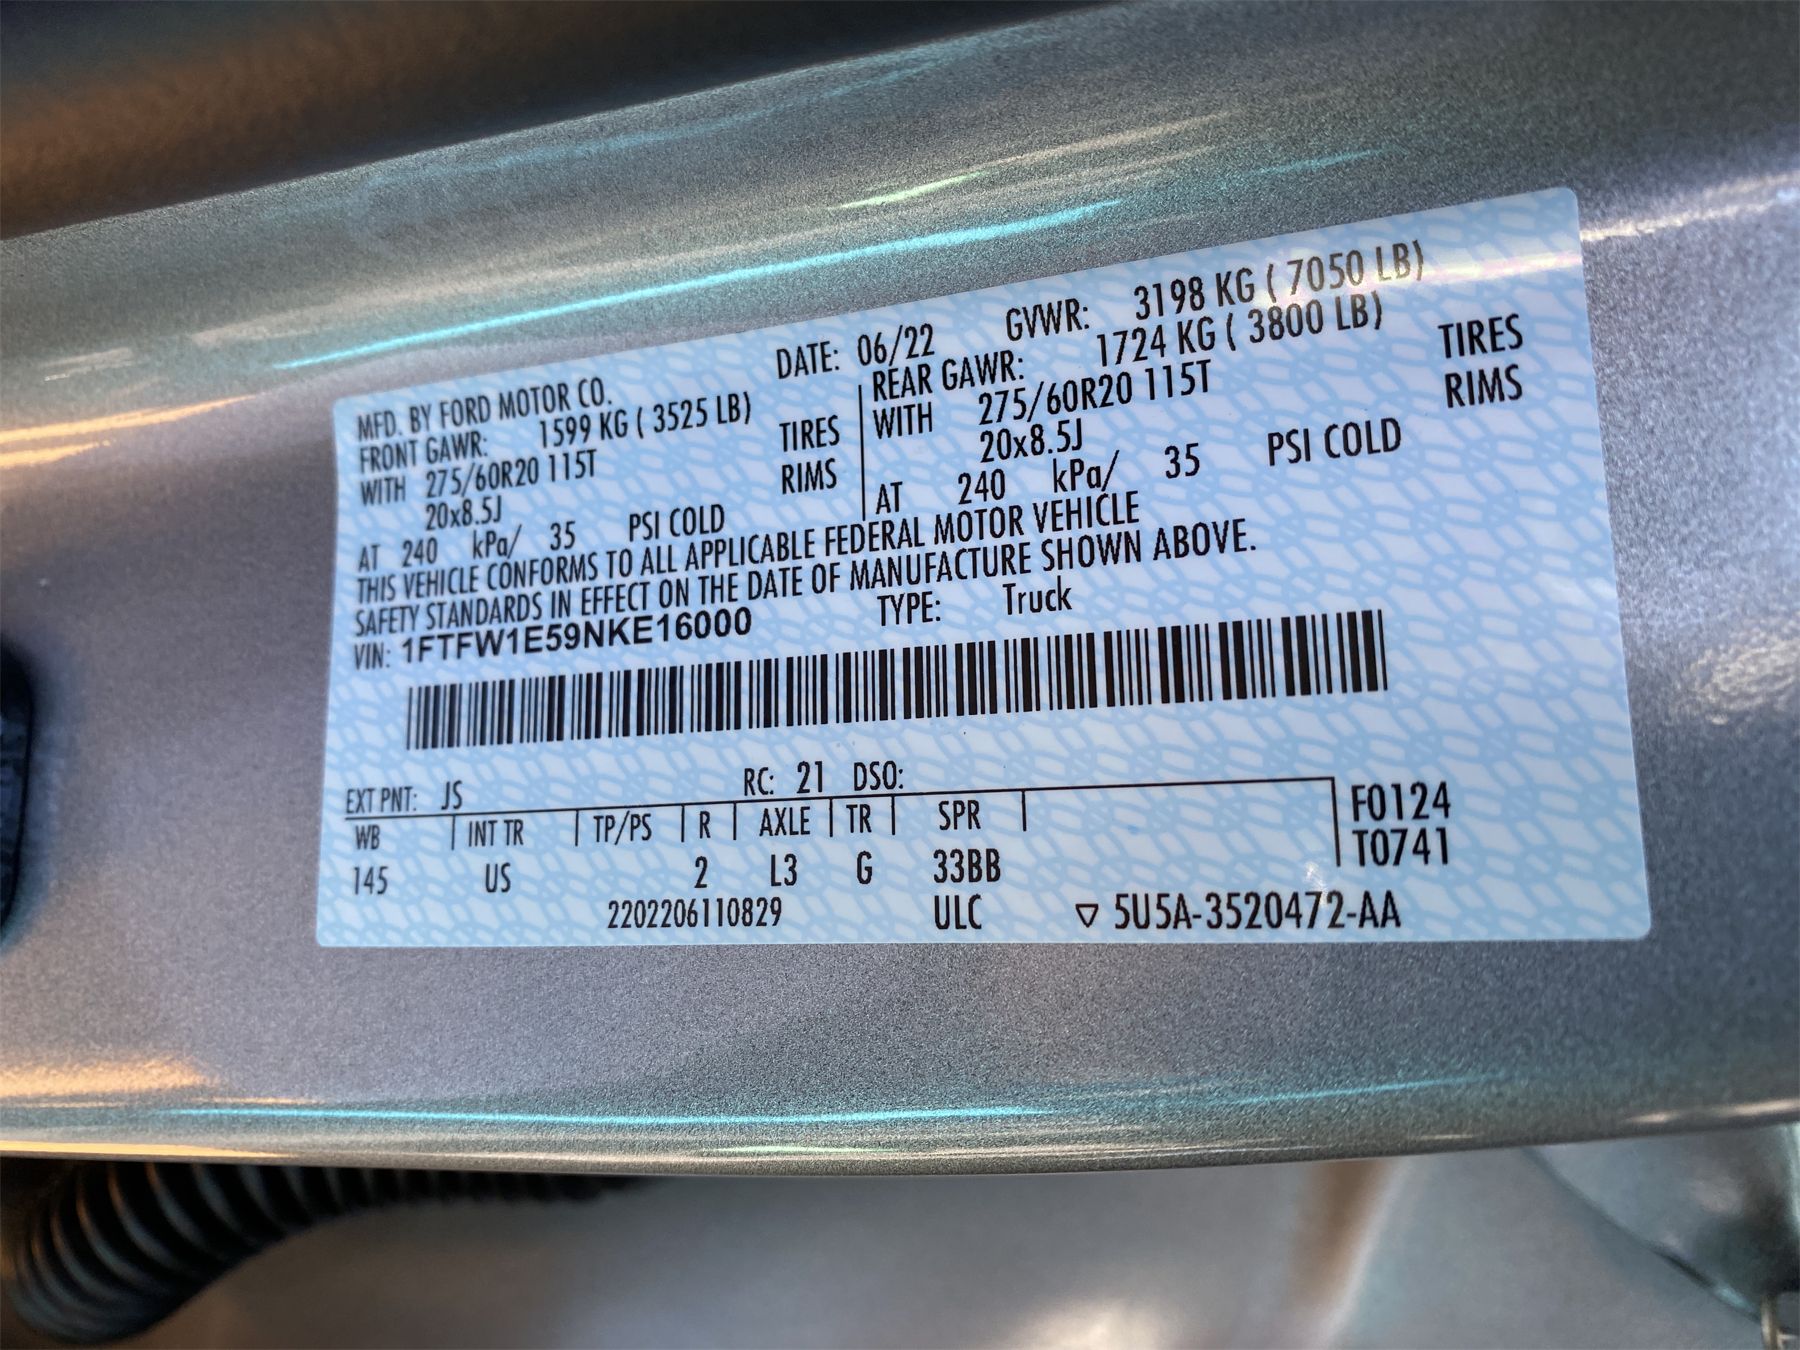 MFD. BY FORD MOTOR CO. DATE: 06/22 GVWR: 3198 KG ( 7050 LB)
FRONT GAWR: 1599 KG ( 3525 LB) REAR GAWR: 1724 KG ( 3800 LB)
WITH 275/60R20 115T TIRES WITH 275/60R20 115T TIRES
20x8.5J RIMS 20x8.5J RIMS
AT 240 kPa/ 35 PSI COLD AT 240 kPa/ 35 PSI COLD
THIS VEHICLE CONFORMS TO ALL APPLICABLE FEDERAL MOTOR VEHICLE
SAFETY STANDARDS IN EFFECT ON THE DATE OF MANUFACTURE SHOWN ABOVE.
VIN: 1FTFW1E59NKE16000 TYPE: Truck
EXT PNT: JS RC: 21 DSO:
WB INT TR TP/PS R AXLE TR SPR F0124
145 US 2 L3 G 33BB T0741
2202206110829 ULC ▽ 5U5A-3520472-AA